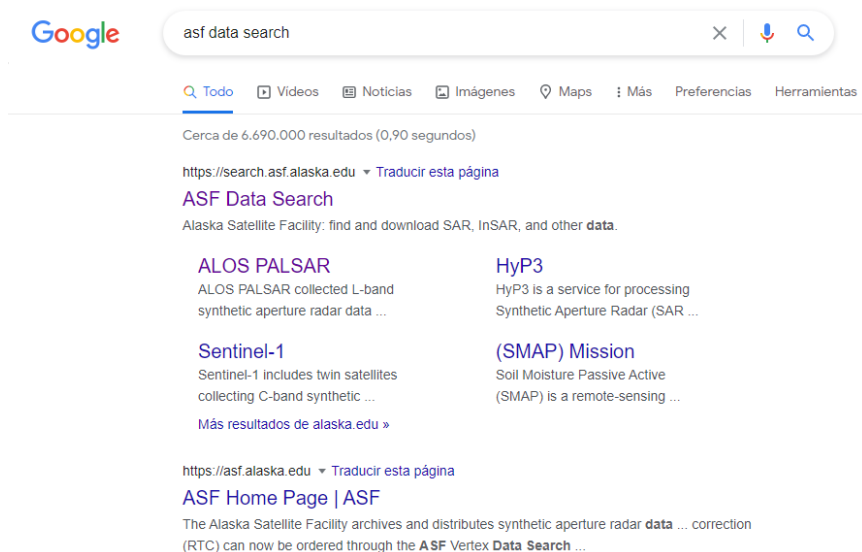 Google
asf data search
Todo Vídeos Noticias Imágenes Maps Más Preferencias Herramientas
Cerca de 6.690.000 resultados (0,90 segundos)
https://search.asf.alaska.edu Traducir esta página
ASF Data Search
Alaska Satellite Facility: find and download SAR, InSAR, and other data.
ALOS PALSAR
ALOS PALSAR collected L-band
synthetic aperture radar data ...
HyP3
HyP3 is a service for processing
Synthetic Aperture Radar (SAR ...
Sentinel-1
Sentinel-1 includes twin satellites
collecting C-band synthetic ...
(SMAP) Mission
Soil Moisture Passive Active
(SMAP) is a remote-sensing ...
Más resultados de alaska.edu »
https://asf.alaska.edu Traducir esta página
ASF Home Page | ASF
The Alaska Satellite Facility archives and distributes synthetic aperture radar data ... correction
(RTC) can now be ordered through the ASF Vertex Data Search ...